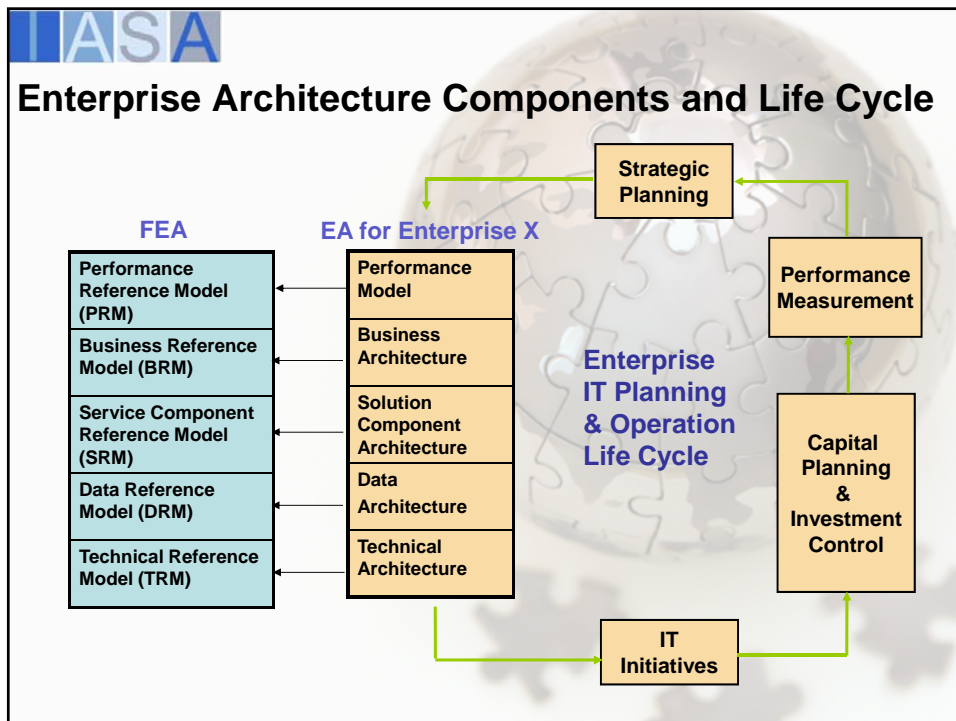 IASA
Enterprise Architecture Components and Life Cycle
Strategic
Planning
FEA
EA for Enterprise X
Performance
Reference Model
(PRM)
Business Reference
Model (BRM)
Service Component
Reference Model
(SRM)
Data Reference
Model (DRM)
Technical Reference
Model (TRM)
Performance
Model
Business
Architecture
Solution
Component
Architecture
Data
Architecture
Technical
Architecture
Enterprise
IT Planning
& Operation
Life Cycle
Performance
Measurement
Capital
Planning
&
Investment
Control
IT
Initiatives